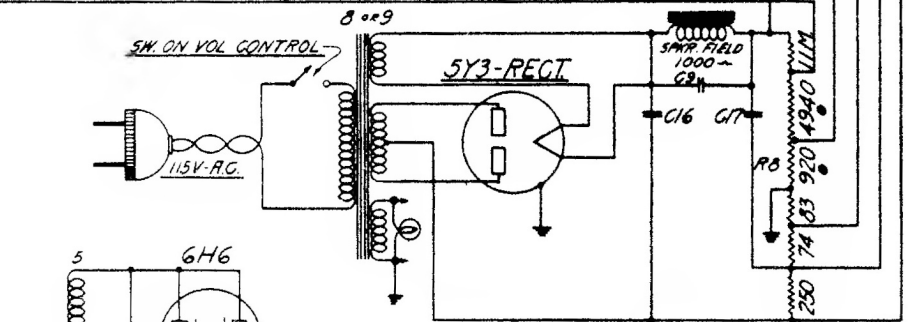 8 OR 9
SW. ON VOL CONTROL
5Y3-RECT.
SPKR. FIELD
1000~
C9
11M
4940
C16
C17
115V-A.C.
R8
920
83
74
250
5
6H6